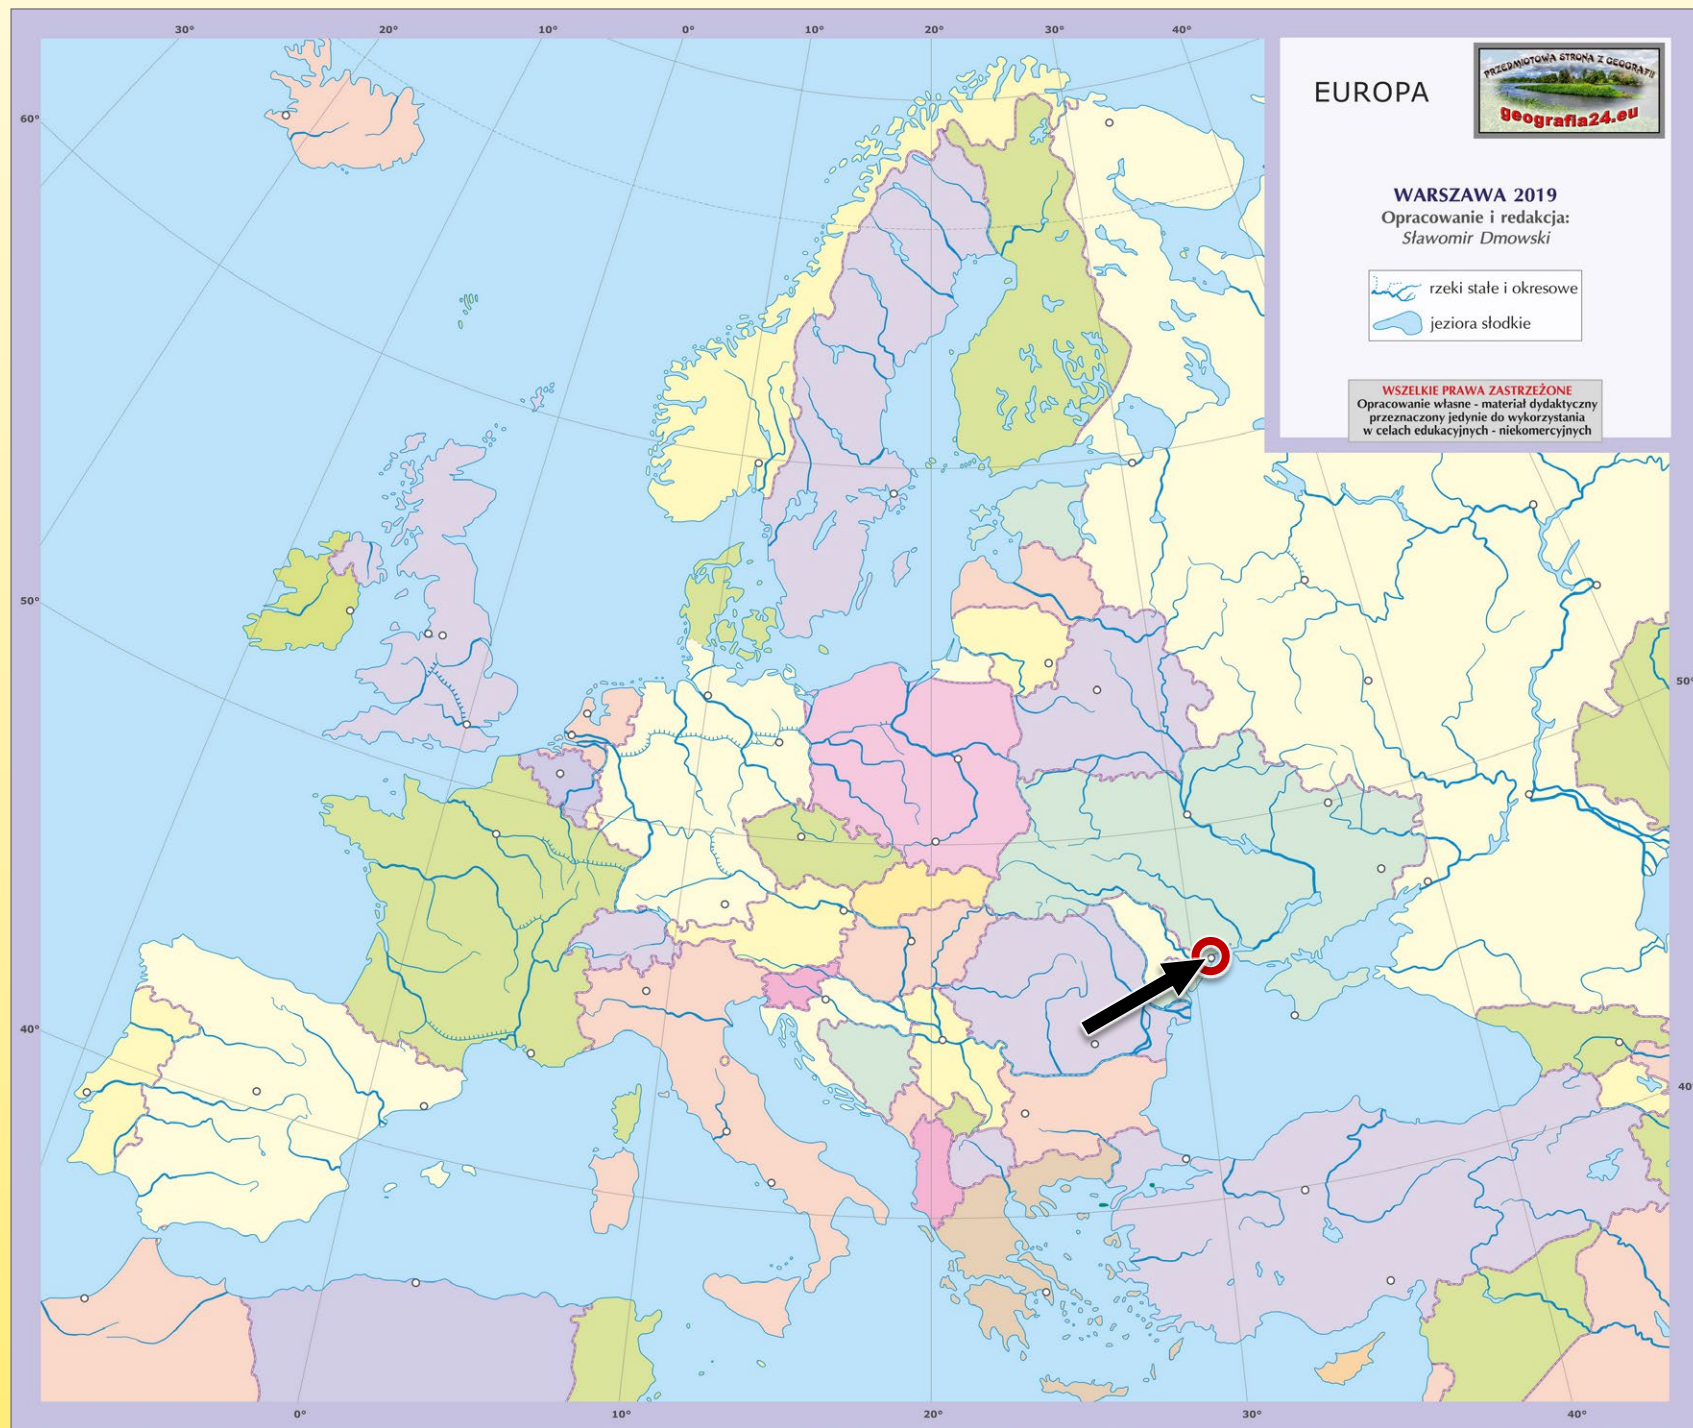 30°
20°
10°
0°
10°
20°
30°
40°
60°
50°
40°
50°
40°
0°
10°
20°
30°
40°
EUROPA
PRZEDMIOTOWA STRONA Z GEOGRAFII
geografia24.eu
WARSZAWA 2019
Opracowanie i redakcja:
Sławomir Dmowski
rzeki stałe i okresowe
jeziora słodkie
WSZELKIE PRAWA ZASTRZEŻONE
Opracowanie własne - materiał dydaktyczny
przeznaczony jedynie do wykorzystania
w celach edukacyjnych - niekomercyjnych